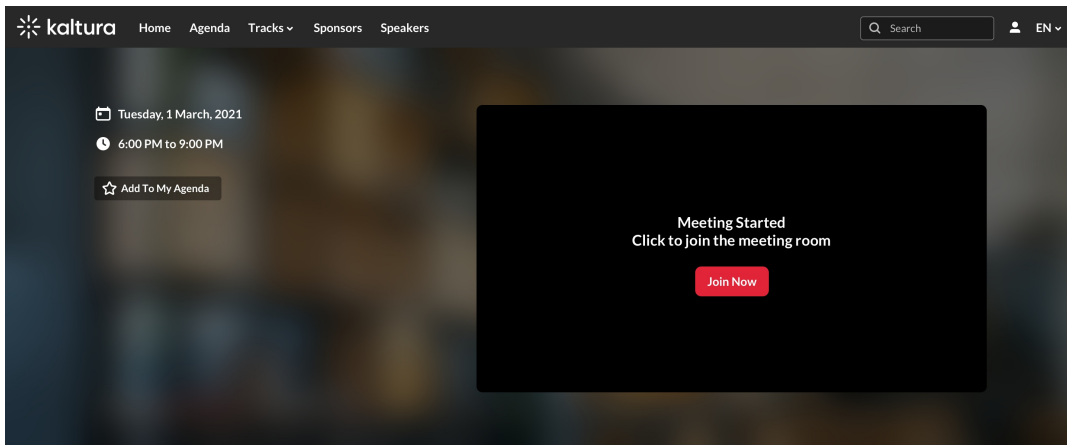 kaltura Home Agenda Tracks Sponsors Speakers Search EN
Tuesday, 1 March, 2021
6:00 PM to 9:00 PM
Add To My Agenda
Meeting Started
Click to join the meeting room
Join Now